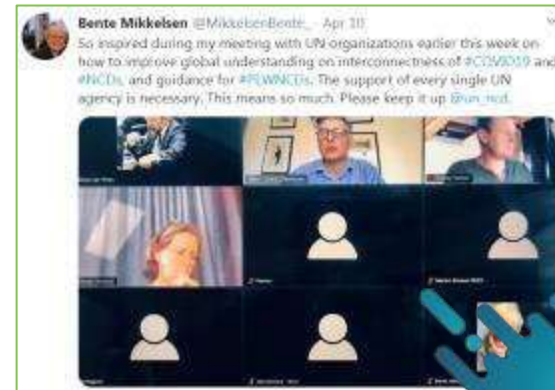 Bente Mikkelsen @MikkelsenBente_ · Apr 10
So inspired during my meeting with UN organizations earlier this week on
how to improve global understanding on interconnectness of #COVID19 and
#NCDs, and guidance for #PLWNCDs. The support of every single UN
agency is necessary. This means so much. Please keep it up @un_ncd.